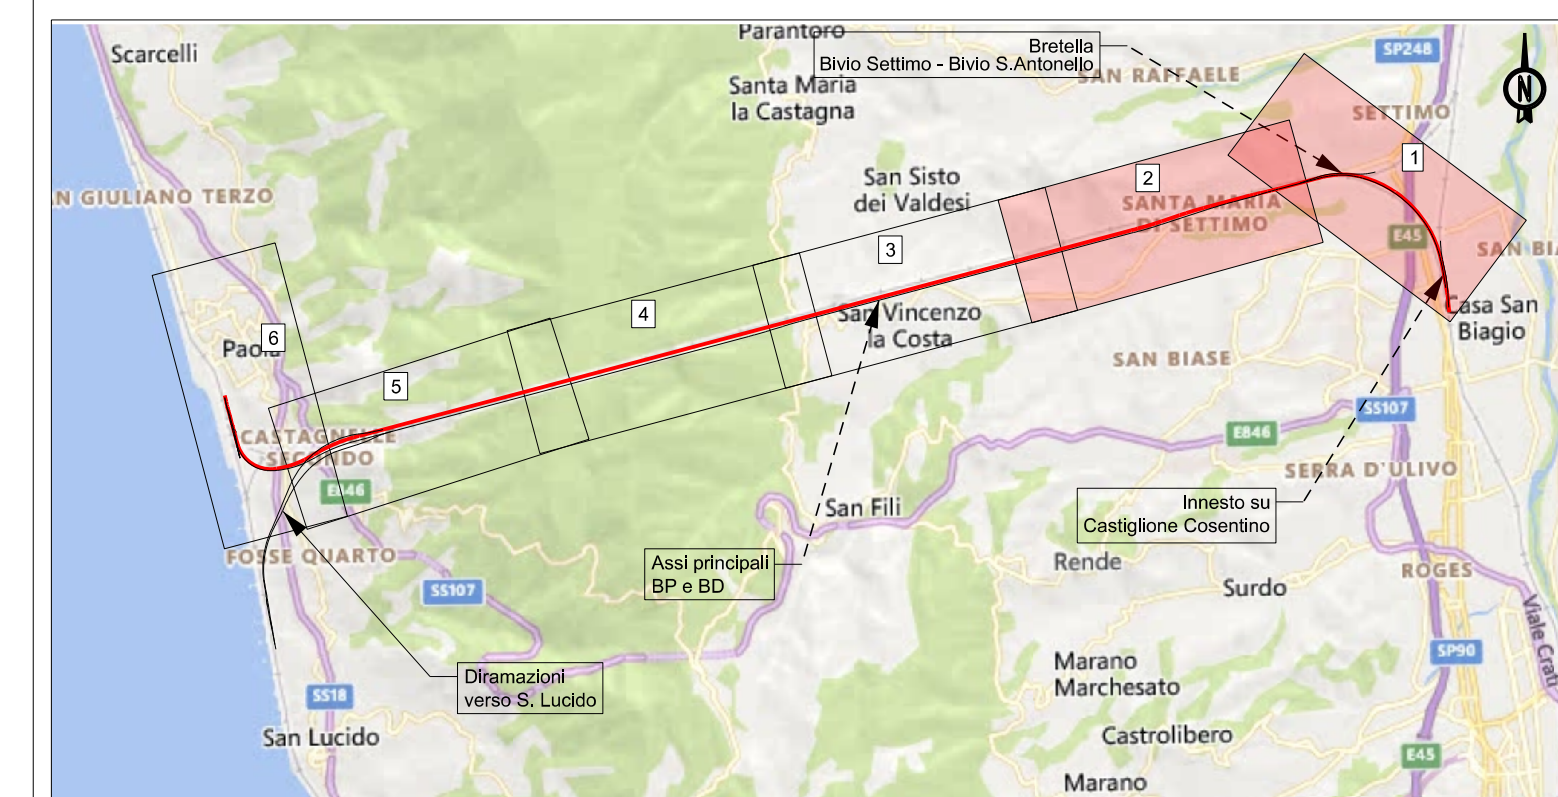 Parantoro
Scarcelli
Bretella
Bivio Settimo - Bivio S.Antonello
SP248
N
SAN RAFFAELE
Santa Maria
la Castagna
SETTIMO
1
San Sisto
dei Valdesi
2
SANTA MARIA
DI SETTIMO
N GIULIANO TERZO
E45
SAN BI
3
4
San Vincenzo
la Costa
Casa San
Biagio
6
Paola
5
SAN BIASE
SS107
E846
CASTAGNELLE
SECONDO
SERRA D'ULIVO
E846
San Fili
Innesto su
Castiglione Cosentino
FOSSE QUARTO
Assi principali
BP e BD
Rende
ROGES
SS107
Surdo
Viale Crati
Diramazioni
verso S. Lucido
SS18
Marano
Marchesato
SP90
San Lucido
Castrolibero
E45
Marano